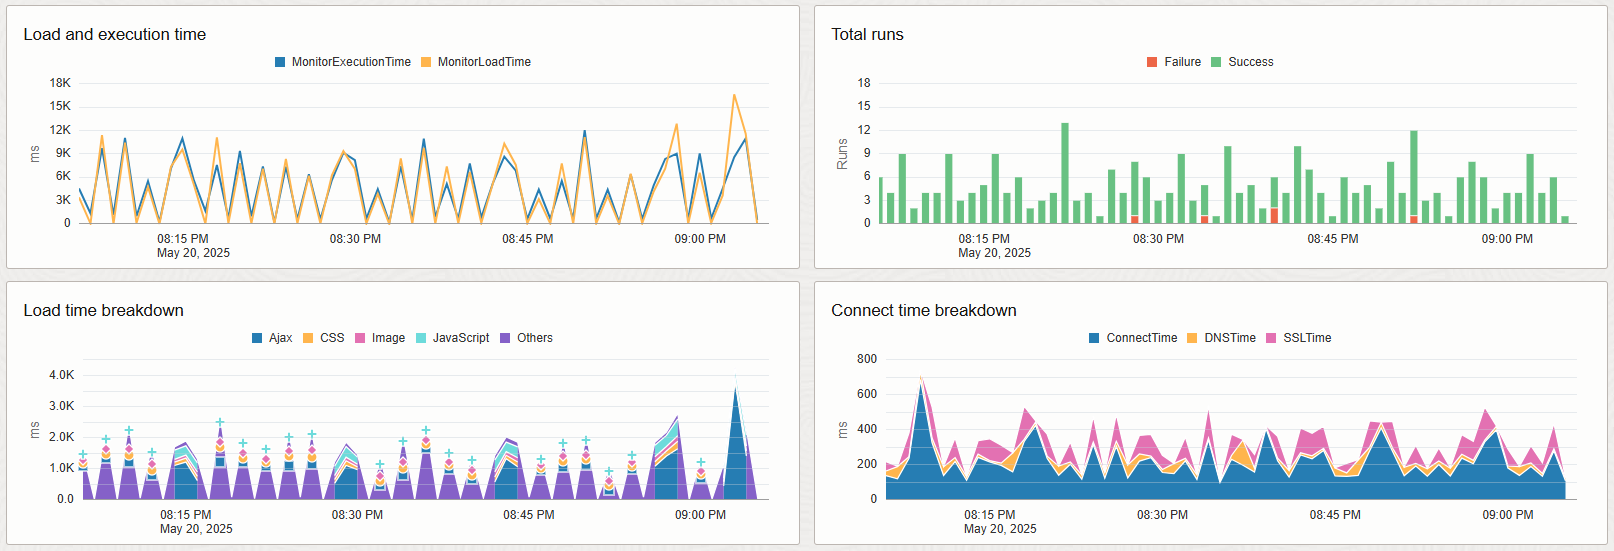 Load and execution time
MonitorExecutionTime MonitorLoadTime
18K
15K
12K
9K
6K
3K
0
ms
08:15 PM 08:30 PM 08:45 PM 09:00 PM
May 20, 2025
Total runs
Failure Success
18
15
12
9
6
3
0
Runs
08:15 PM 08:30 PM 08:45 PM 09:00 PM
May 20, 2025
Load time breakdown
Ajax CSS Image JavaScript Others
4.0K
3.0K
2.0K
1.0K
0.0
ms
08:15 PM 08:30 PM 08:45 PM 09:00 PM
May 20, 2025
Connect time breakdown
ConnectTime DNSTime SSLTime
800
600
400
200
0
ms
08:15 PM 08:30 PM 08:45 PM 09:00 PM
May 20, 2025